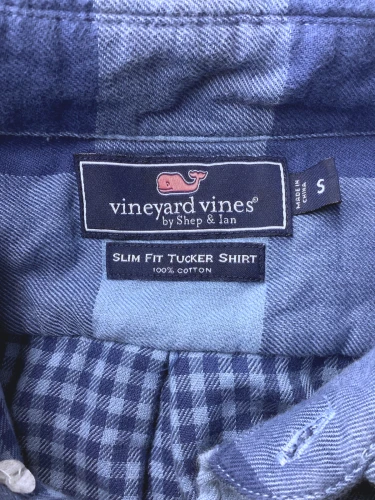 vineyard vines®
by Shep & Ian
MADE IN
CHINA
S
SLIM FIT TUCKER SHIRT
100% COTTON